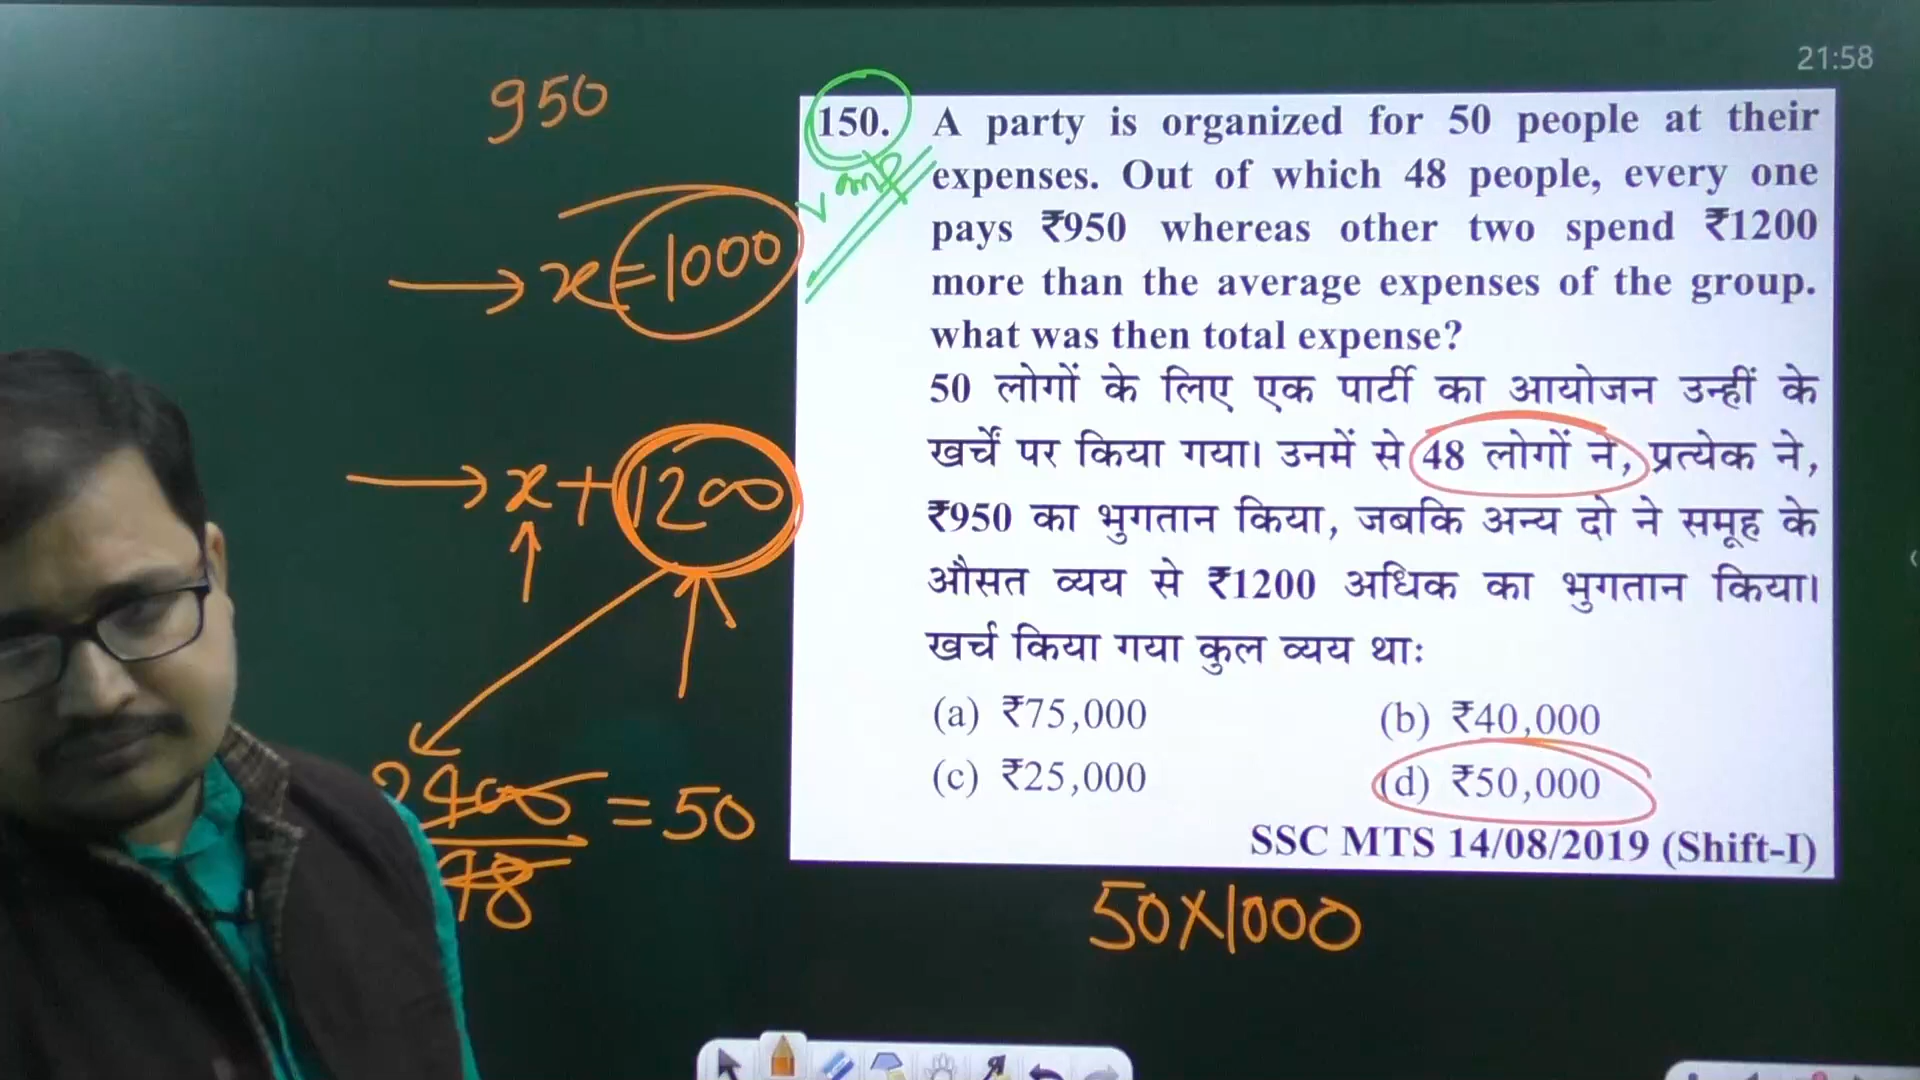 21:58
950
x=1000
x+1200
2400
48
=50
150. A party is organized for 50 people at their
expenses. Out of which 48 people, every one
pays ₹950 whereas other two spend ₹1200
more than the average expenses of the group.
what was then total expense?
50 लोगों के लिए एक पार्टी का आयोजन उन्हीं के
खर्चें पर किया गया। उनमें से 48 लोगों ने, प्रत्येक ने,
₹950 का भुगतान किया, जबकि अन्य दो ने समूह के
औसत व्यय से ₹1200 अधिक का भुगतान किया।
खर्च किया गया कुल व्यय थाः
(a) ₹75,000 (b) ₹40,000
(c) ₹25,000 (d) ₹50,000
SSC MTS 14/08/2019 (Shift-I)
50X1000